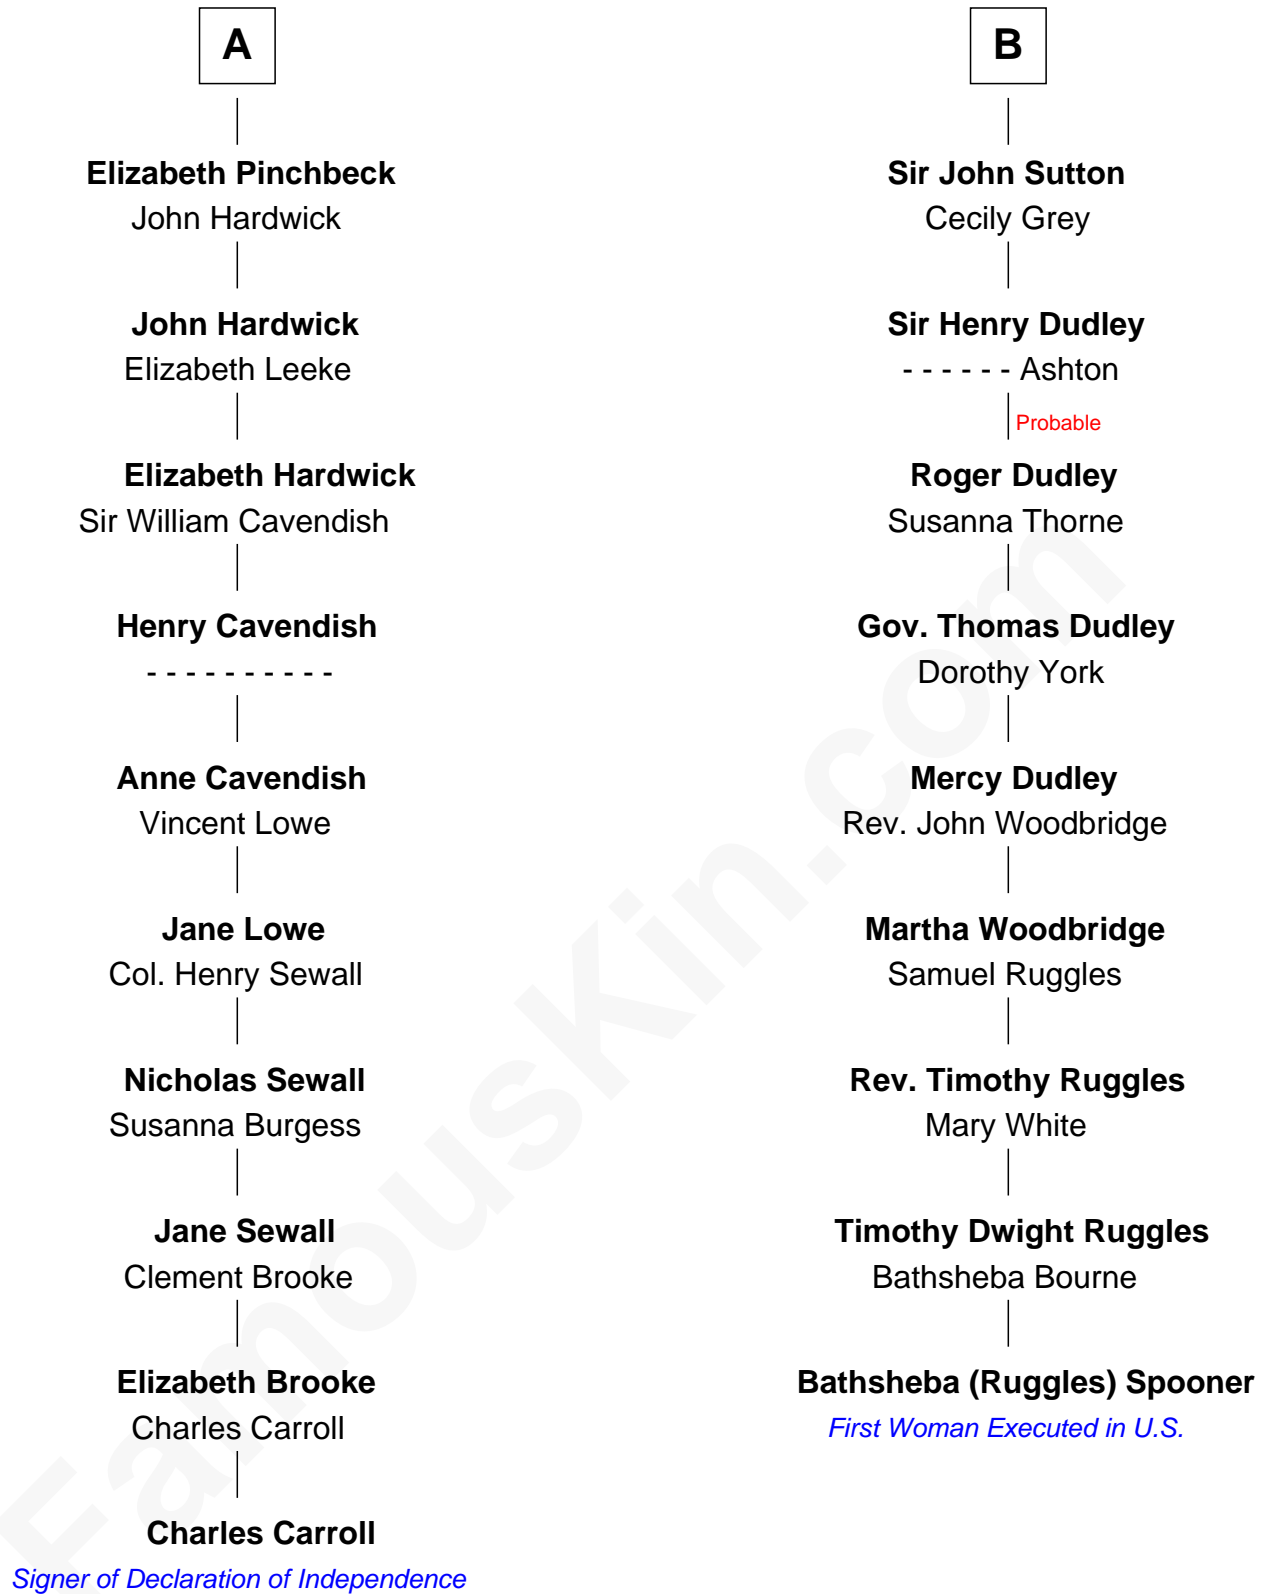 A
Elizabeth Pinchbeck
John Hardwick
John Hardwick
Elizabeth Leeke
Elizabeth Hardwick
Sir William Cavendish
Henry Cavendish
- - - - - - - - - -
Anne Cavendish
Vincent Lowe
Jane Lowe
Col. Henry Sewall
Nicholas Sewall
Susanna Burgess
Jane Sewall
Clement Brooke
Elizabeth Brooke
Charles Carroll
Charles Carroll
Signer of Declaration of Independence
B
Sir John Sutton
Cecily Grey
Sir Henry Dudley
- - - - - - Ashton
Probable
Roger Dudley
Susanna Thorne
Gov. Thomas Dudley
Dorothy York
Mercy Dudley
Rev. John Woodbridge
Martha Woodbridge
Samuel Ruggles
Rev. Timothy Ruggles
Mary White
Timothy Dwight Ruggles
Bathsheba Bourne
Bathsheba (Ruggles) Spooner
First Woman Executed in U.S.
FamousKin.com